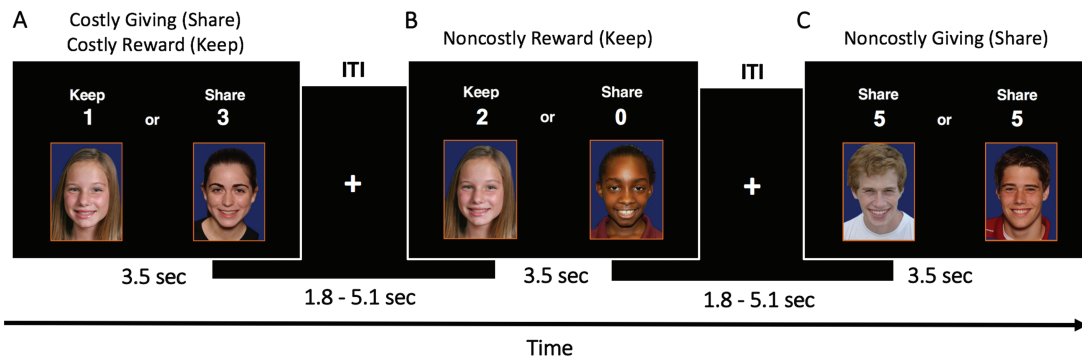 A
Costly Giving (Share)
Costly Reward (Keep)
Keep
1
or
Share
3
3.5 sec
ITI
+
1.8 - 5.1 sec
B
Noncostly Reward (Keep)
Keep
2
or
Share
0
3.5 sec
ITI
+
1.8 - 5.1 sec
C
Noncostly Giving (Share)
Share
5
or
Share
5
3.5 sec
Time